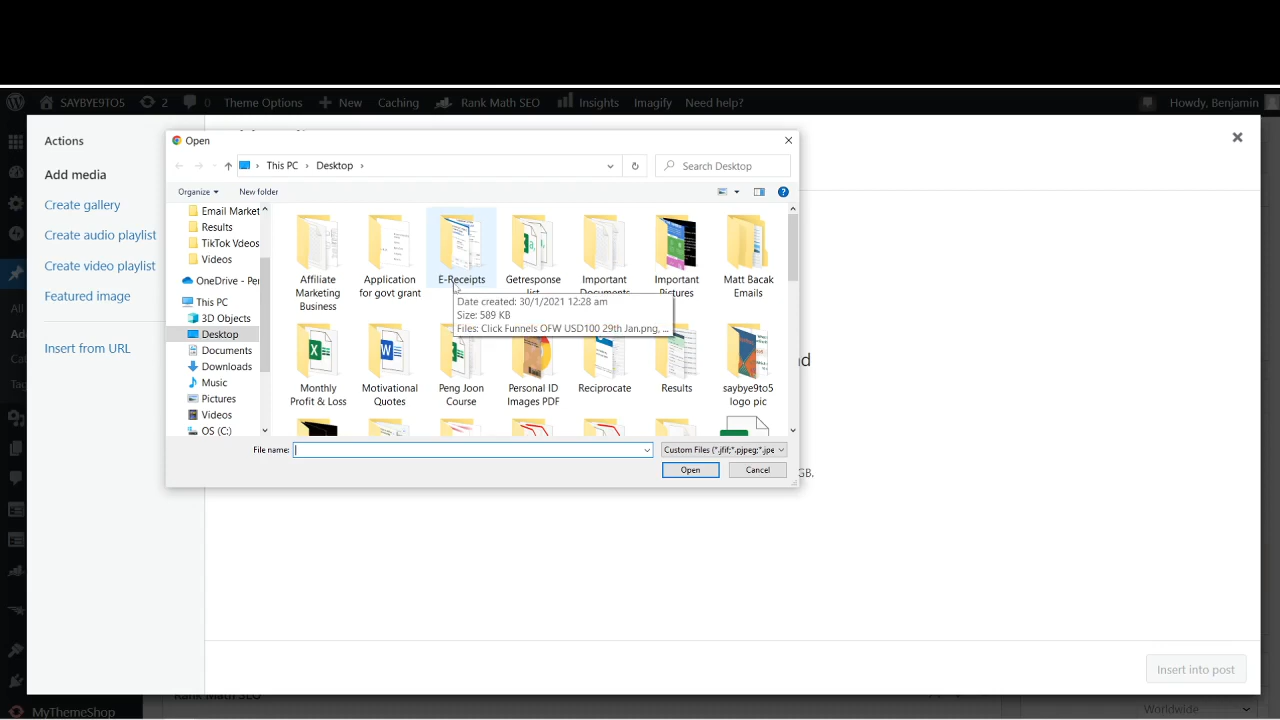 SAYBYE9TO5 2 0 Theme Options New Caching Rank Math SEO Insights Imagify Need help? Howdy, Benjamin
Actions
Add media
Create gallery
Create audio playlist
Create video playlist
Featured image
Insert from URL
Open
This PC Desktop
Search Desktop
Organize New folder
Email Market
Results
TikTok Vdeos
Videos
OneDrive - Per
This PC
3D Objects
Desktop
Documents
Downloads
Music
Pictures
Videos
OS (C:)
Affiliate
Marketing
Business
Application
for govt grant
E-Receipts
Getresponse
list
Important
Documents
Important
Pictures
Matt Bacak
Emails
Date created: 30/1/2021 12:28 am
Size: 589 KB
Files: Click Funnels OFW USD100 29th Jan.png, ...
Monthly
Profit & Loss
Motivational
Quotes
Peng Joon
Course
Personal ID
Images PDF
Reciprocate
Results
saybye9to5
logo pic
File name:
Custom Files (*.jfif;*.pjpeg;*.jpe
Open Cancel
GB.
All
Insert into post
Rank Math SEO
MyThemeShop
Worldwide